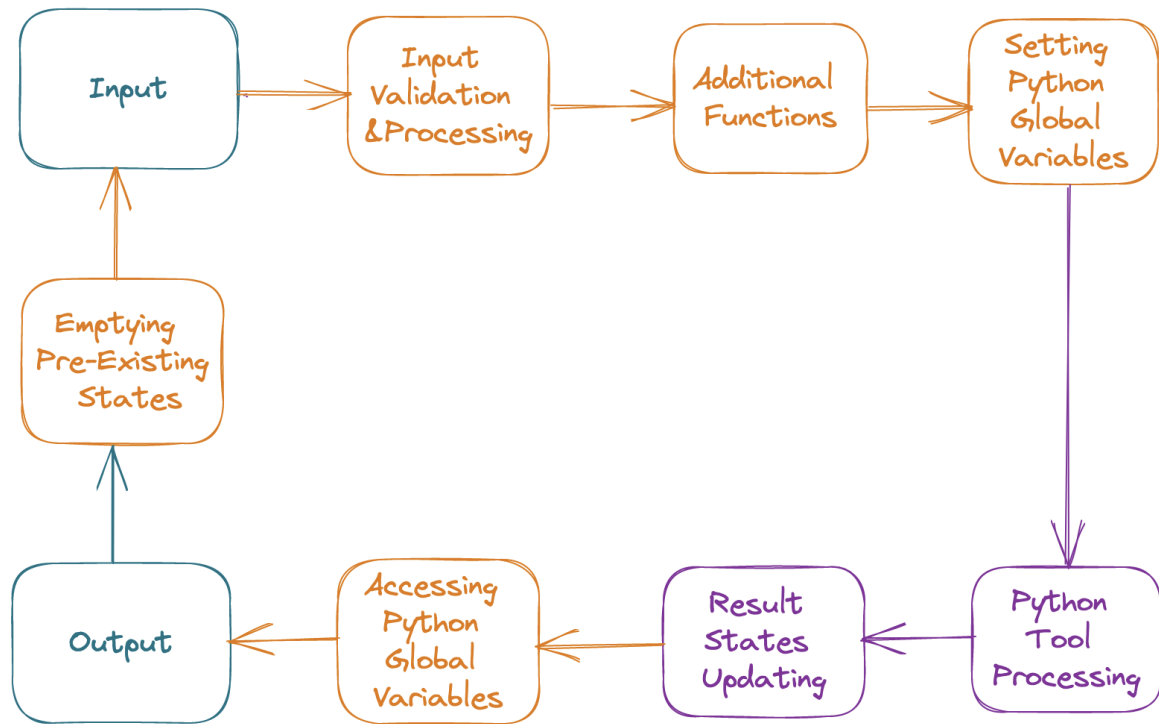 Input
Input
Validation
&Processing
Additional
Functions
Setting
Python
Global
Variables
Emptying
Pre-Existing
States
Output
Accessing
Python
Global
Variables
Result
States
Updating
Python
Tool
Processing